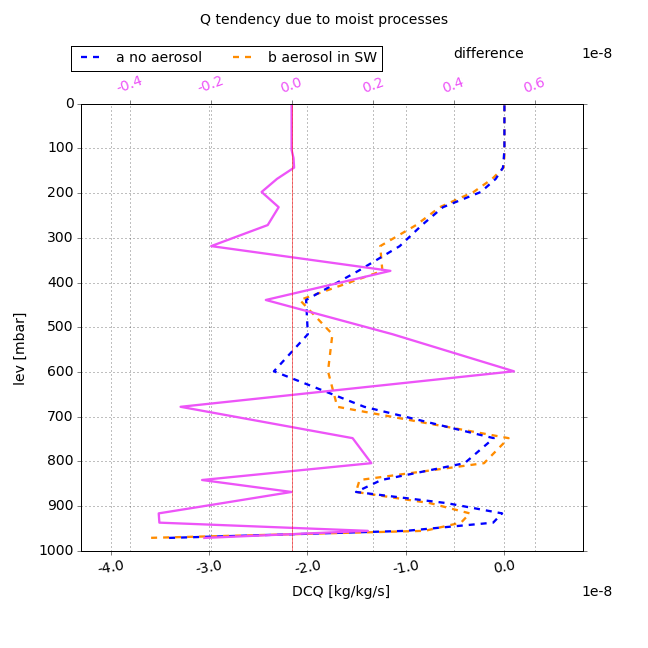 Q tendency due to moist processes
a no aerosol b aerosol in SW difference 1e-8
-0.4 -0.2 0.0 0.2 0.4 0.6
0
100
200
300
400
500
600
700
800
900
1000
lev [mbar]
-4.0 -3.0 -2.0 -1.0 0.0
DCQ [kg/kg/s] 1e-8